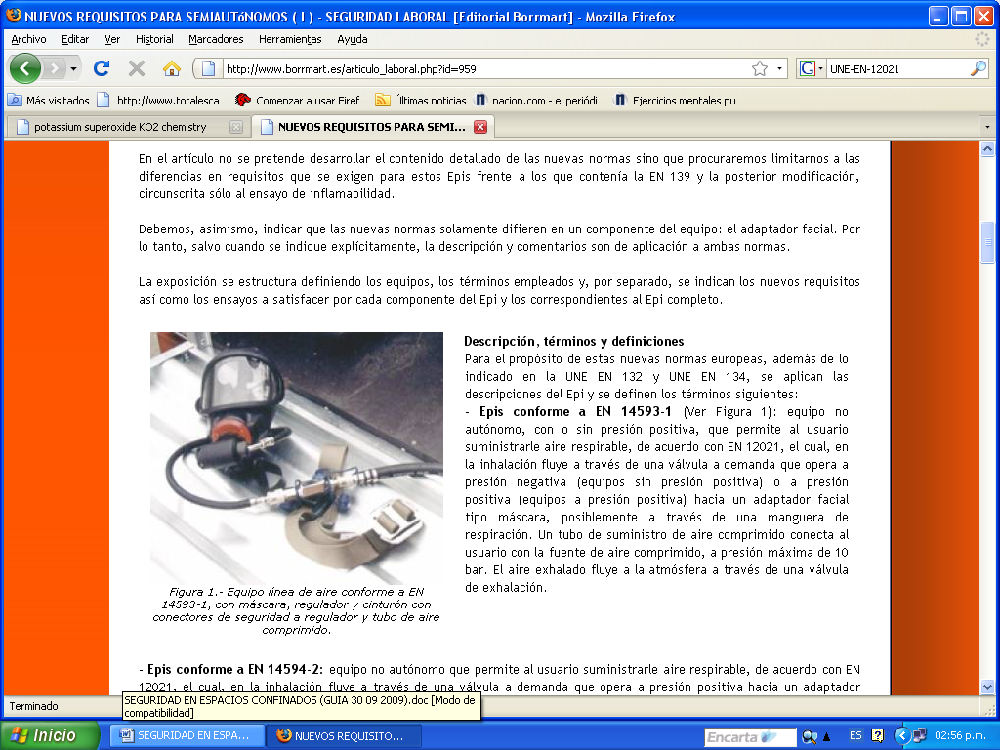 NUEVOS REQUISITOS PARA SEMIAUTóNOMOS ( I ) - SEGURIDAD LABORAL [Editorial Borrmart] - Mozilla Firefox
Archivo Editar Ver Historial Marcadores Herramientas Ayuda
http://www.borrmart.es/articulo_laboral.php?id=959
G
UNE-EN-12021
Más visitados http://www.totalesca... Comenzar a usar Firef... Últimas noticias nacion.com - el periódi... Ejercicios mentales pu...
potassium superoxide KO2 chemistry NUEVOS REQUISITOS PARA SEMI...
En el artículo no se pretende desarrollar el contenido detallado de las nuevas normas sino que procuraremos limitarnos a las
diferencias en requisitos que se exigen para estos Epis frente a los que contenía la EN 139 y la posterior modificación,
circunscrita sólo al ensayo de inflamabilidad.
Debemos, asimismo, indicar que las nuevas normas solamente difieren en un componente del equipo: el adaptador facial. Por
lo tanto, salvo cuando se indique explícitamente, la descripción y comentarios son de aplicación a ambas normas.
La exposición se estructura definiendo los equipos, los términos empleados y, por separado, se indican los nuevos requisitos
así como los ensayos a satisfacer por cada componente del Epi y los correspondientes al Epi completo.
Descripción, términos y definiciones
Para el propósito de estas nuevas normas europeas, además de lo
indicado en la UNE EN 132 y UNE EN 134, se aplican las
descripciones del Epi y se definen los términos siguientes:
- Epis conforme a EN 14593-1 (Ver Figura 1): equipo no
autónomo, con o sin presión positiva, que permite al usuario
suministrarle aire respirable, de acuerdo con EN 12021, el cual, en
la inhalación fluye a través de una válvula a demanda que opera a
presión negativa (equipos sin presión positiva) o a presión
positiva (equipos a presión positiva) hacia un adaptador facial
tipo máscara, posiblemente a través de una manguera de
respiración. Un tubo de suministro de aire comprimido conecta al
usuario con la fuente de aire comprimido, a presión máxima de 10
bar. El aire exhalado fluye a la atmósfera a través de una válvula
de exhalación.
Figura 1.- Equipo línea de aire conforme a EN
14593-1, con máscara, regulador y cinturón con
conectores de seguridad a regulador y tubo de aire
comprimido.
- Epis conforme a EN 14594-2: equipo no autónomo que permite al usuario suministrarle aire respirable, de acuerdo con EN
12021, el cual, en la inhalación fluye a través de una válvula a demanda que opera a presión positiva hacia un adaptador
Terminado
SEGURIDAD EN ESPACIOS CONFINADOS (GUIA 30 09 2009).doc [Modo de
compatibilidad]
Inicio
SEGURIDAD EN ESPA...
NUEVOS REQUISITO...
Encarta
ES
02:56 p.m.